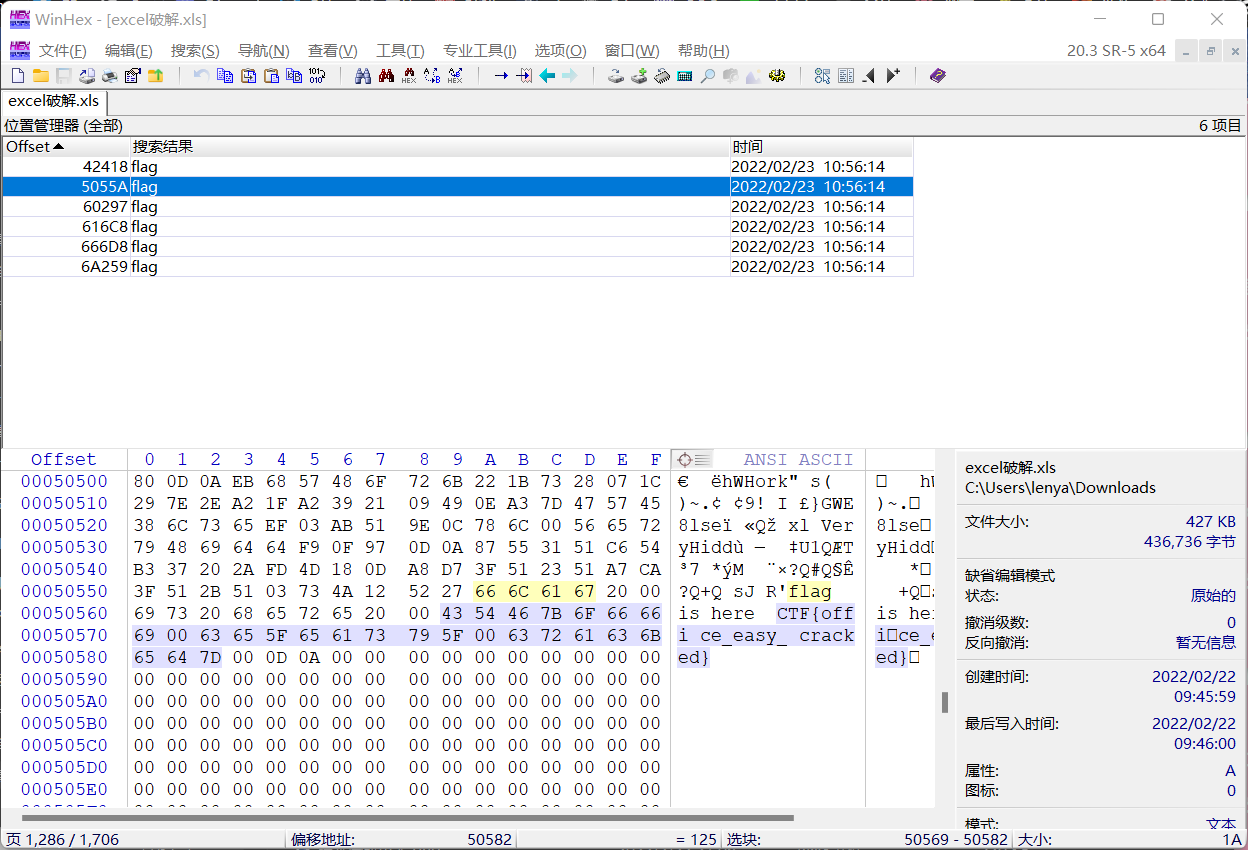 WinHex - [excel破解.xls]
文件(F) 编辑(E) 搜索(S) 导航(N) 查看(V) 工具(T) 专业工具(I) 选项(O) 窗口(W) 帮助(H) 20.3 SR-5 x64
excel破解.xls
位置管理器 (全部) 6 项目
Offset 搜索结果 时间
42418 flag 2022/02/23 10:56:14
5055A flag 2022/02/23 10:56:14
60297 flag 2022/02/23 10:56:14
616C8 flag 2022/02/23 10:56:14
666D8 flag 2022/02/23 10:56:14
6A259 flag 2022/02/23 10:56:14
Offset 0 1 2 3 4 5 6 7 8 9 A B C D E F ANSI ASCII
00050500 80 0D 0A EB 68 57 48 6F 72 6B 22 1B 73 28 07 1C € ëhWHork" s(
00050510 29 7E 2E A2 1F A2 39 21 09 49 0E A3 7D 47 57 45 )~.¢ ¢9! I £}GWE
00050520 38 6C 73 65 EF 03 AB 51 9E 0C 78 6C 00 56 65 72 8lseï «Qž xl Ver
00050530 79 48 69 64 64 F9 0F 97 0D 0A 87 55 31 51 C6 54 yHiddù — ‡U1QÆT
00050540 B3 37 20 2A FD 4D 18 0D A8 D7 3F 51 23 51 A7 CA ³7 *ýM ¨×?Q#Q§Ê
00050550 3F 51 2B 51 03 73 4A 12 52 27 66 6C 61 67 20 00 ?Q+Q sJ R'flag
00050560 69 73 20 68 65 72 65 20 00 43 54 46 7B 6F 66 66 is here CTF{off
00050570 69 00 63 65 5F 65 61 73 79 5F 00 63 72 61 63 6B i ce_easy_ crack
00050580 65 64 7D 00 0D 0A 00 00 00 00 00 00 00 00 00 00 ed}
00050590 00 00 00 00 00 00 00 00 00 00 00 00 00 00 00 00
000505A0 00 00 00 00 00 00 00 00 00 00 00 00 00 00 00 00
000505B0 00 00 00 00 00 00 00 00 00 00 00 00 00 00 00 00
000505C0 00 00 00 00 00 00 00 00 00 00 00 00 00 00 00 00
000505D0 00 00 00 00 00 00 00 00 00 00 00 00 00 00 00 00
000505E0 00 00 00 00 00 00 00 00 00 00 00 00 00 00 00 00
excel破解.xls
C:\Users\lenya\Downloads
文件大小: 427 KB
436,736 字节
缺省编辑模式
状态: 原始的
撤消级数: 0
反向撤消: 暂无信息
创建时间: 2022/02/22
09:45:59
最后写入时间: 2022/02/22
09:46:00
属性: A
图标: 0
模式: 文本
页 1,286 / 1,706 偏移地址: 50582 = 125 选块: 50569 - 50582 大小: 1A